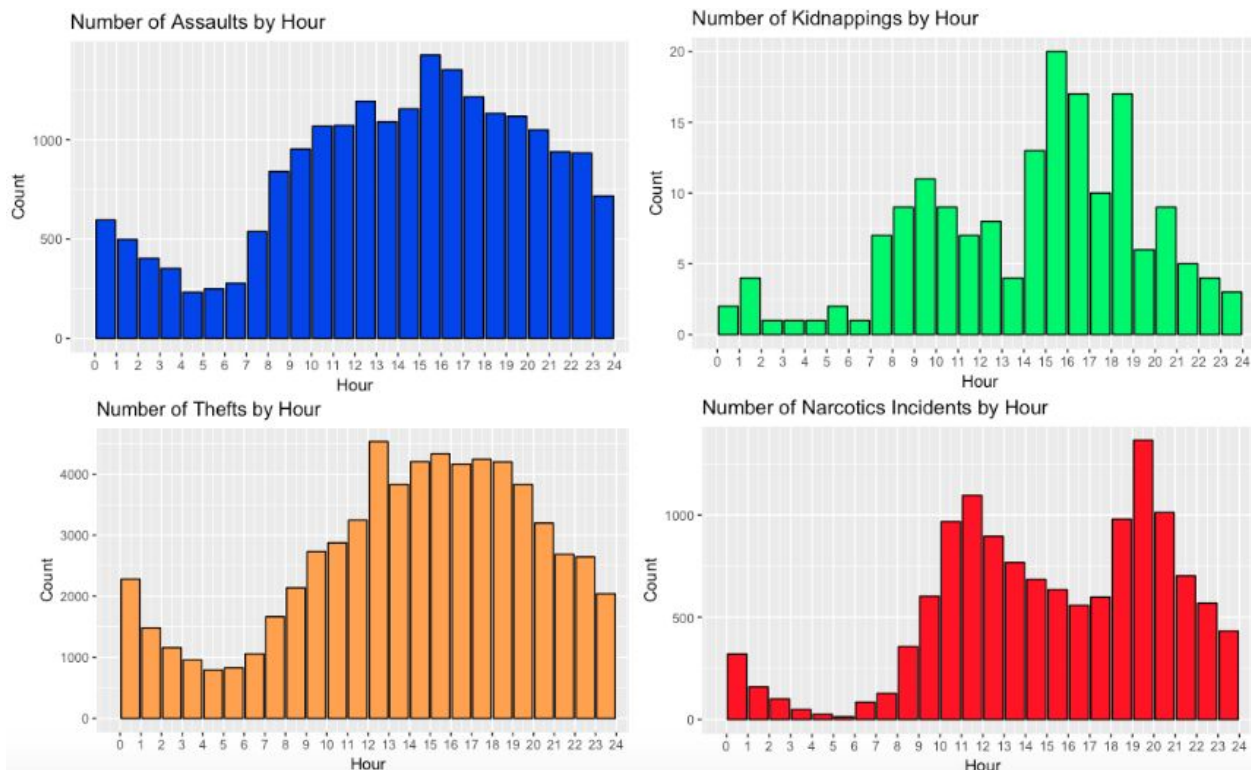 Number of Assaults by Hour
1000
500
0
Count
0 1 2 3 4 5 6 7 8 9 10 11 12 13 14 15 16 17 18 19 20 21 22 23 24
Hour
Number of Kidnappings by Hour
20
15
10
5
0
Count
0 1 2 3 4 5 6 7 8 9 10 11 12 13 14 15 16 17 18 19 20 21 22 23 24
Hour
Number of Thefts by Hour
4000
3000
2000
1000
0
Count
0 1 2 3 4 5 6 7 8 9 10 11 12 13 14 15 16 17 18 19 20 21 22 23 24
Hour
Number of Narcotics Incidents by Hour
1000
500
0
Count
0 1 2 3 4 5 6 7 8 9 10 11 12 13 14 15 16 17 18 19 20 21 22 23 24
Hour